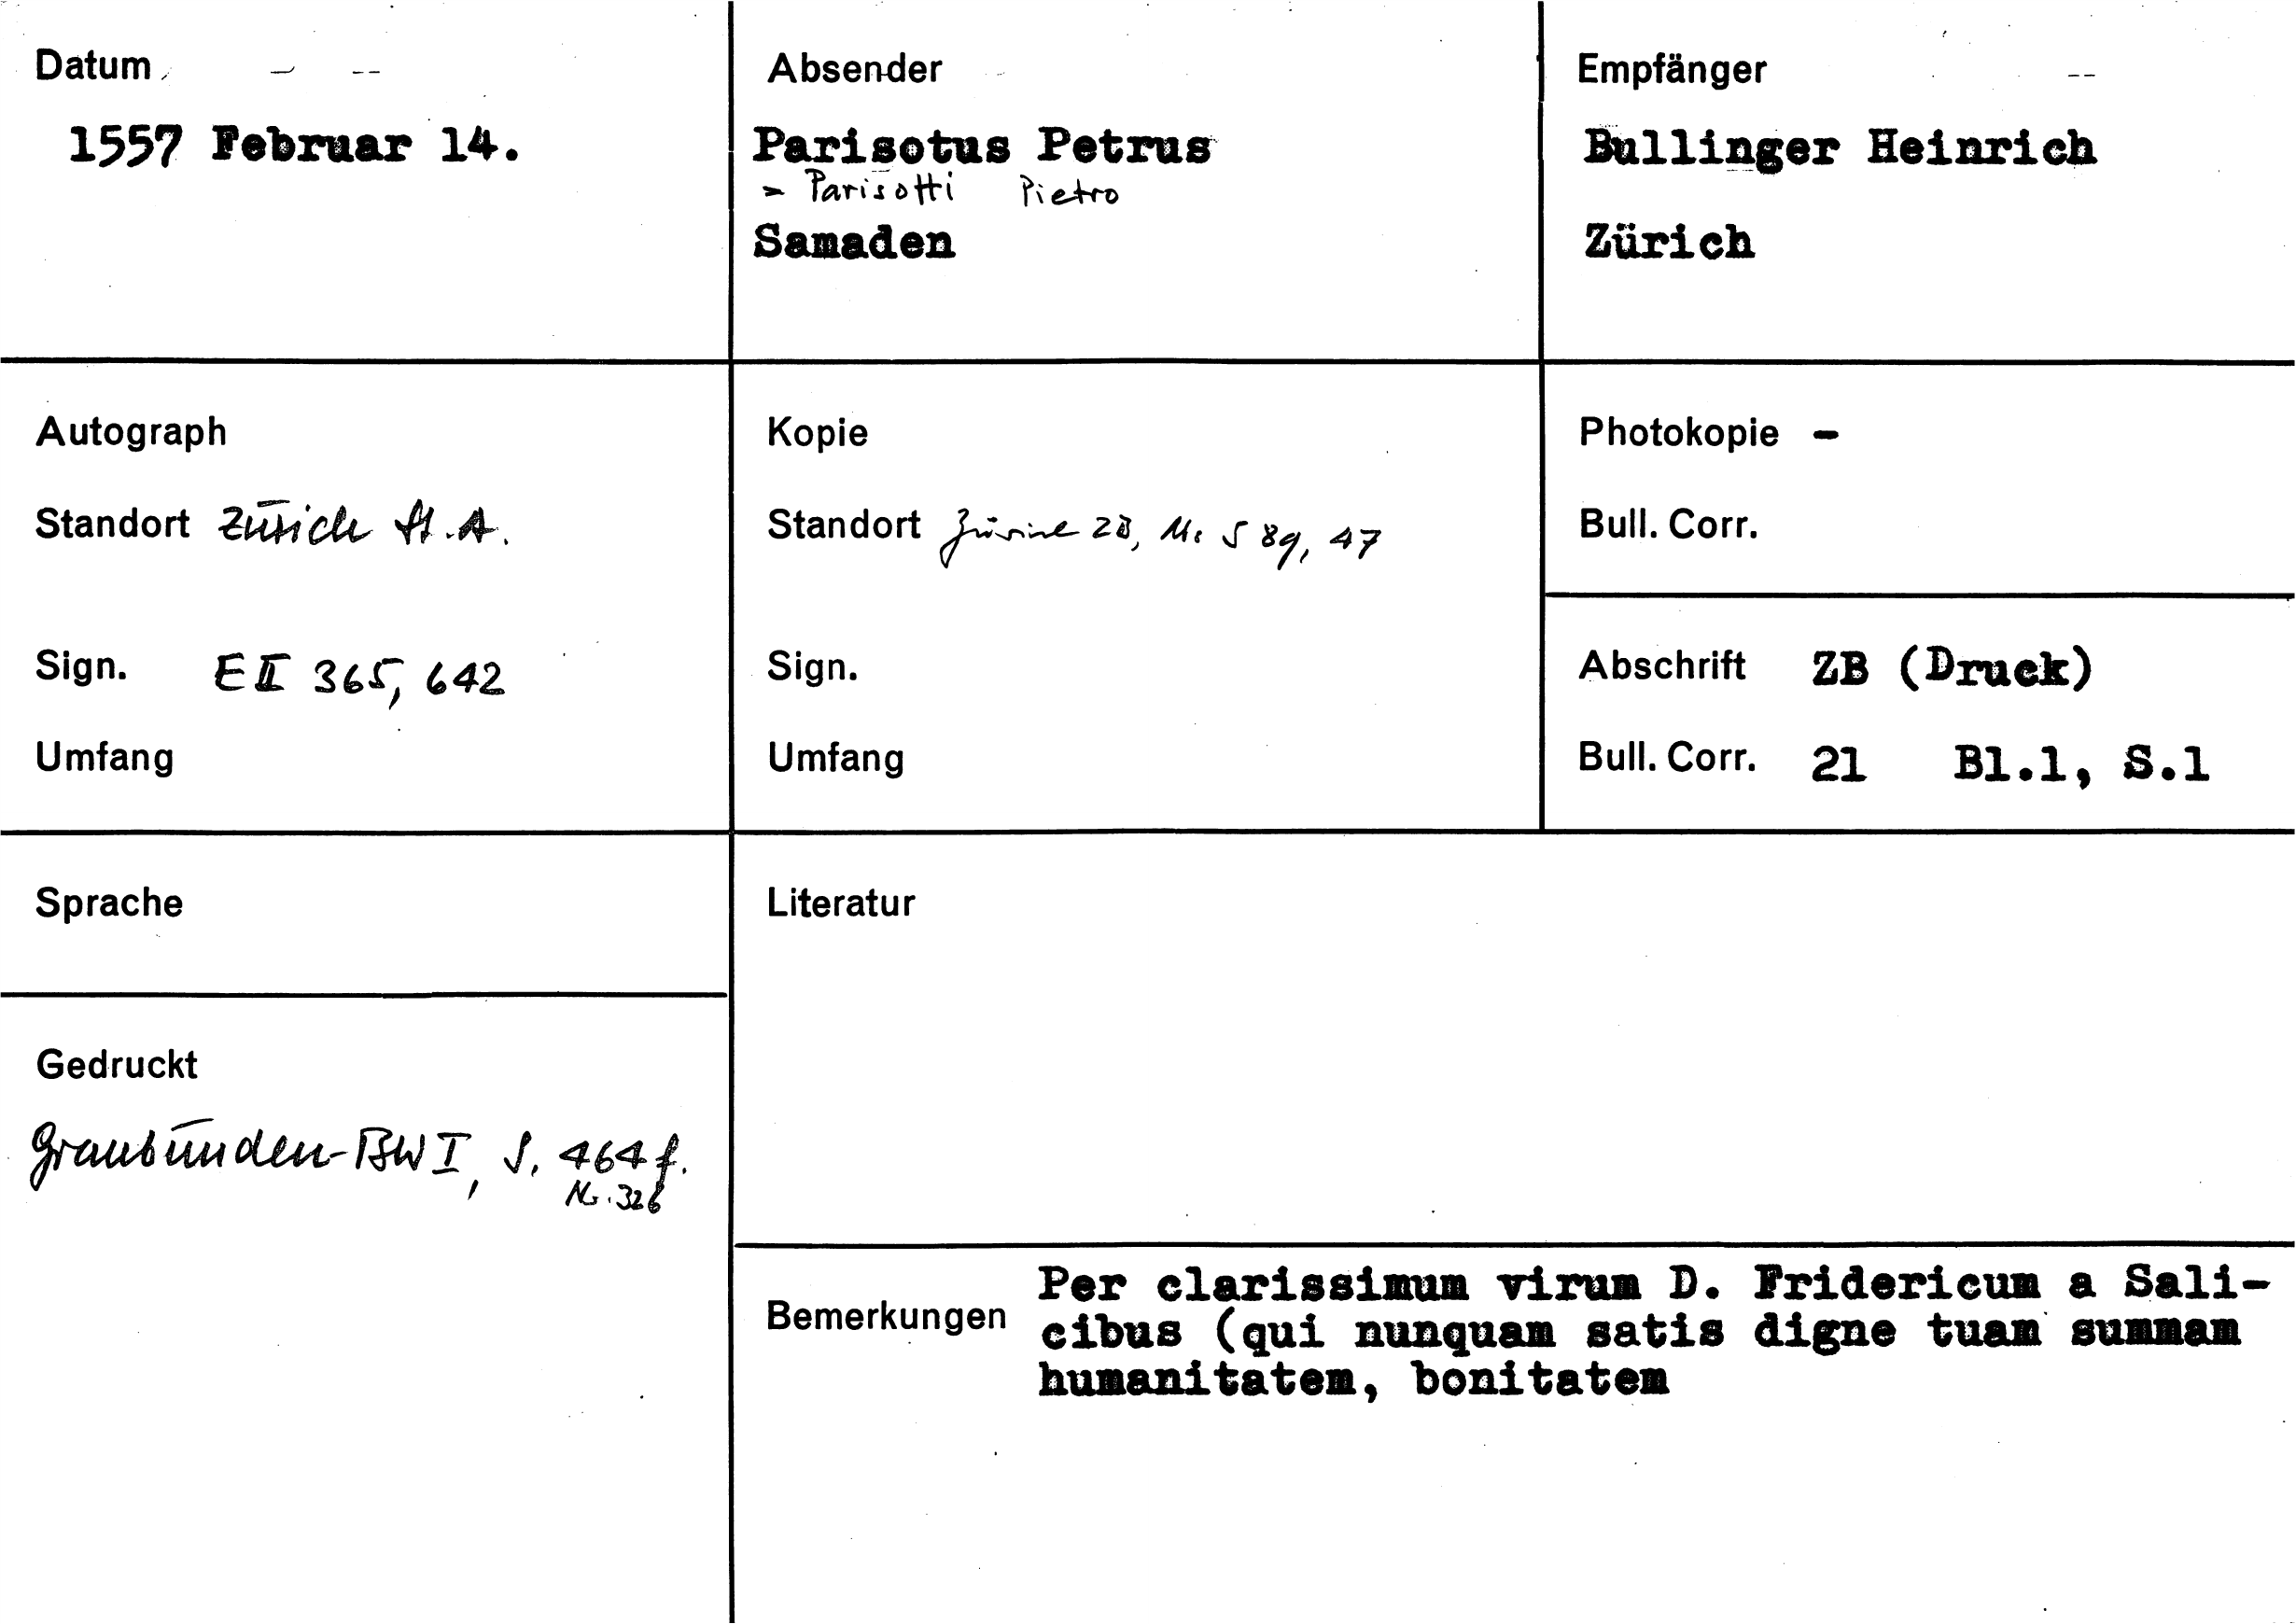 Datum
1557 Februar 14.
Absender
Parisotus Petrus
= Parisotti Pietro
Samaden
Empfänger
Bullinger Heinrich
Zürich
Autograph
Standort Zürich St.A.
Sign. E II 365, 642
Umfang
Kopie
Standort Zürich ZB, Ms S 89, 47
Sign.
Umfang
Photokopie -
Bull. Corr.
Abschrift ZB (Druck)
Bull. Corr. 21 Bl.1, S.1
Sprache
Gedruckt
Graubünden-BW I, S. 464 f.
Nr. 326
Literatur
Bemerkungen
Per clarissimum virum D. Fridericum a Sali-
cibus (qui nunquam satis digne tuam summam
humanitatem, bonitatem